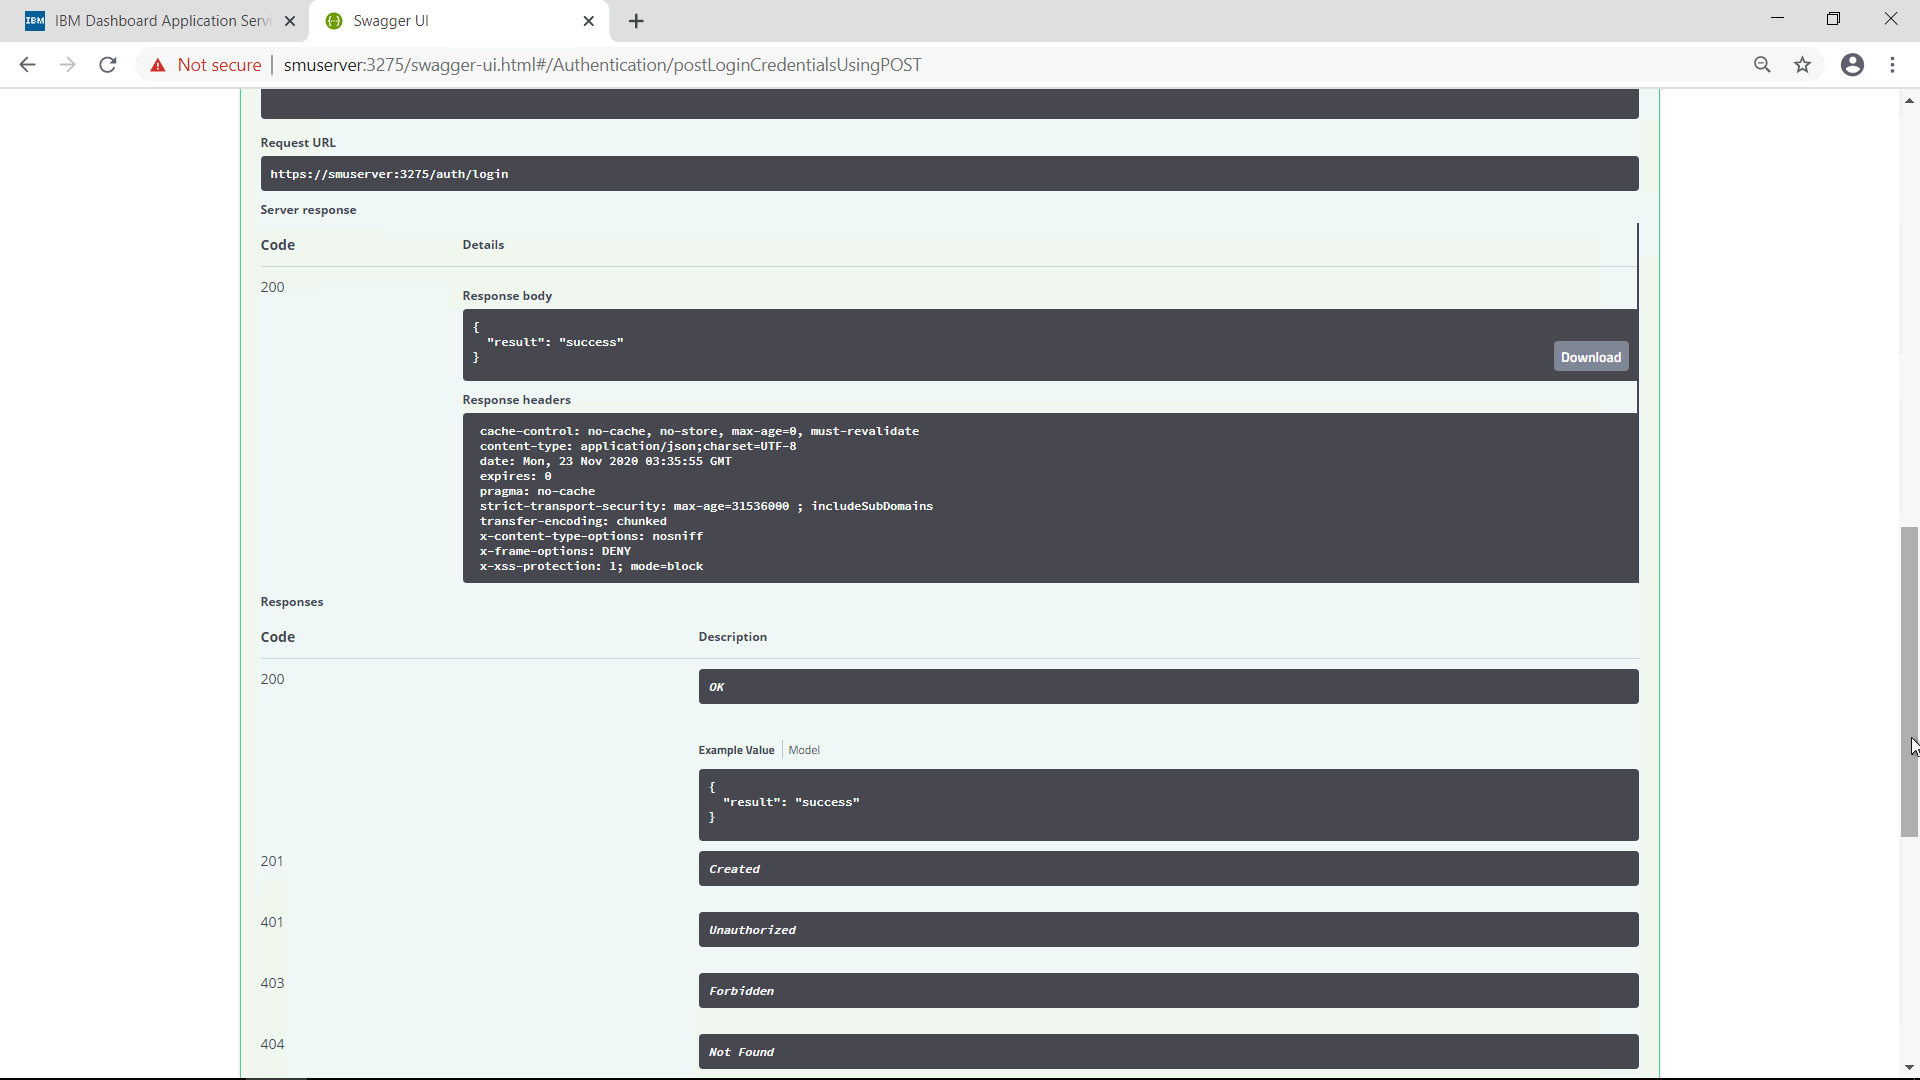 IBM IBM Dashboard Application Servi
Swagger UI
Not secure
smuserver:3275/swagger-ui.html#/Authentication/postLoginCredentialsUsingPOST
Request URL
https://smuserver:3275/auth/login
Server response
Code Details
200
Response body
{
"result": "success"
}
Download
Response headers
cache-control: no-cache, no-store, max-age=0, must-revalidate
content-type: application/json;charset=UTF-8
date: Mon, 23 Nov 2020 03:35:55 GMT
expires: 0
pragma: no-cache
strict-transport-security: max-age=31536000 ; includeSubDomains
transfer-encoding: chunked
x-content-type-options: nosniff
x-frame-options: DENY
x-xss-protection: 1; mode=block
Responses
Code Description
200 OK
Example Value Model
{
"result": "success"
}
201 Created
401 Unauthorized
403 Forbidden
404 Not Found